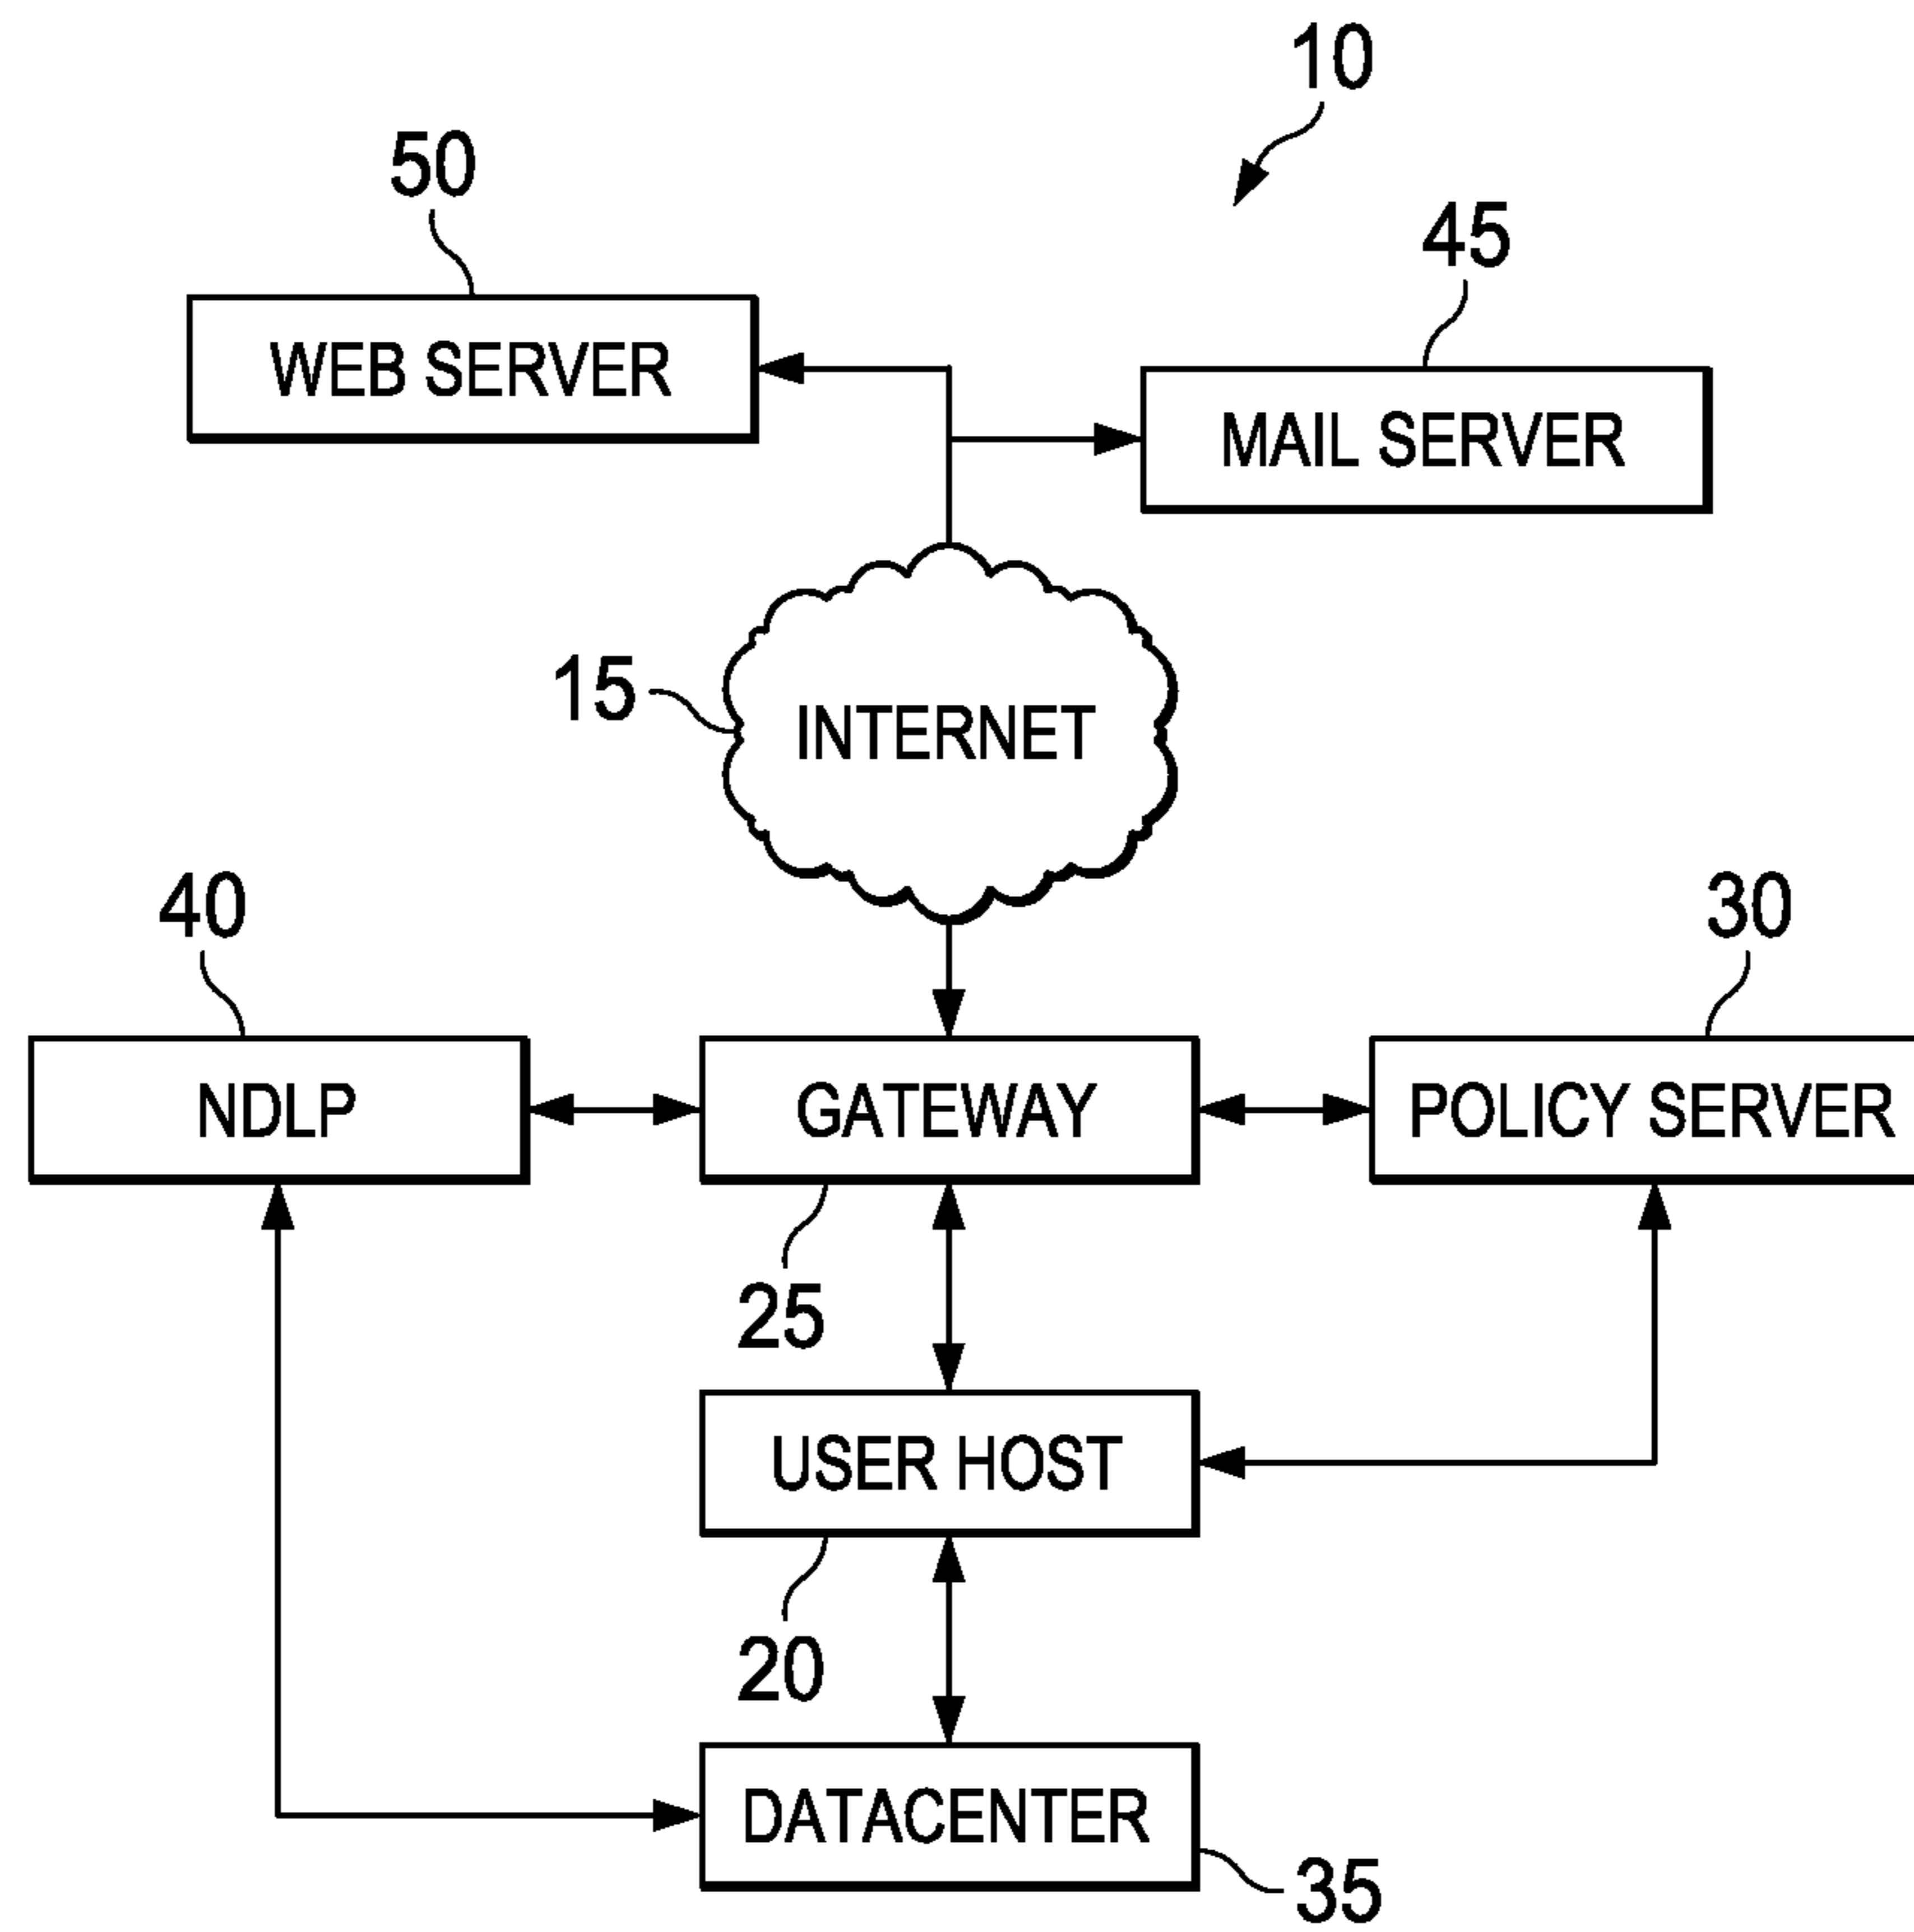 10
50
45
WEB SERVER
MAIL SERVER
15
INTERNET
40
30
NDLP
GATEWAY
POLICY SERVER
25
USER HOST
20
DATACENTER
35